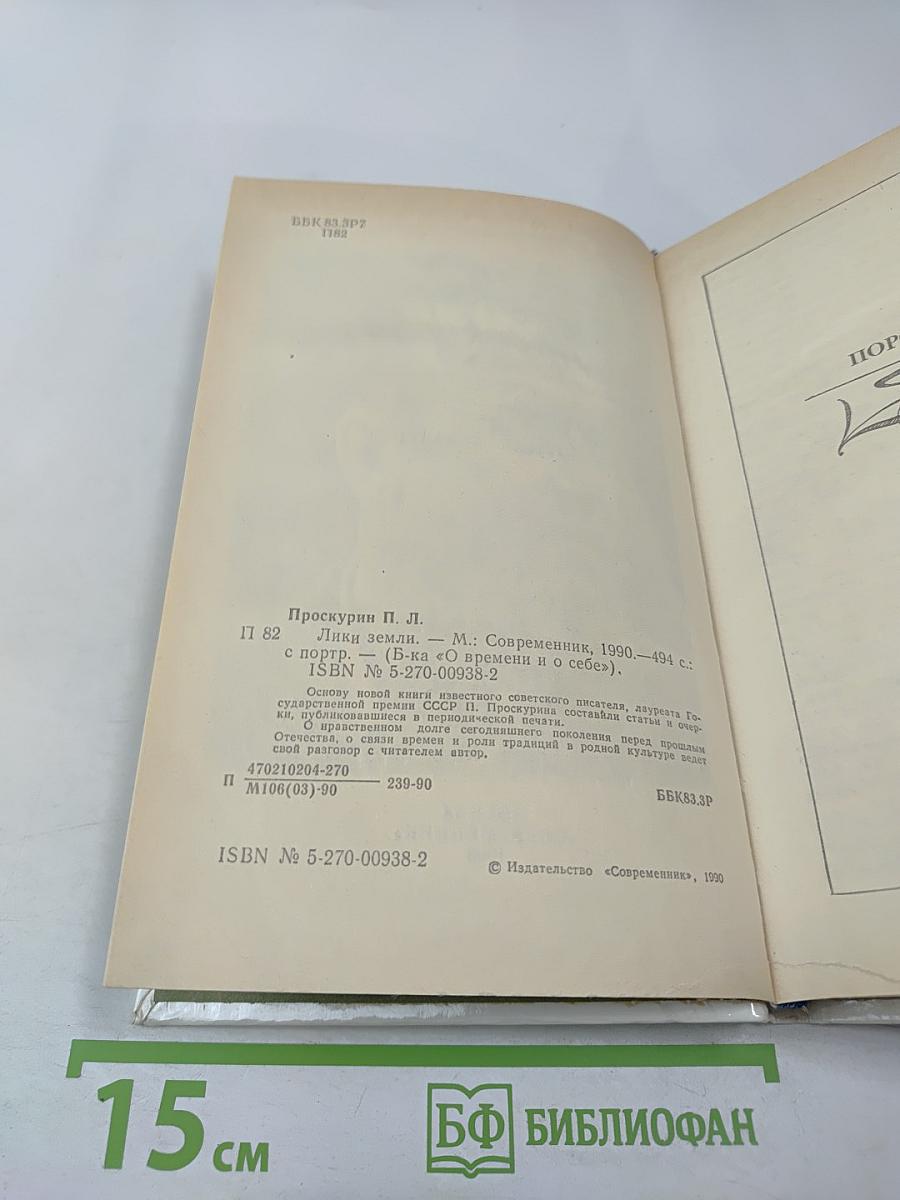 ББК 83.3Р7
П82
Проскурин П. Л.
П 82 Лики земли. — М.: Современник, 1990.—494 с.:
с портр. — (Б-ка «О времени и о себе»).
ISBN № 5-270-00938-2
Основу новой книги известного советского писателя, лауреата Го-
сударственной премии СССР П. Проскурина составили статьи и очер-
ки, публиковавшиеся в периодической печати.
О нравственном долге сегодняшнего поколения перед прошлым
Отечества, о связи времен и роли традиций в родной культуре ведет
свой разговор с читателем автор.
П 470210204-270 239-90
М106(03)-90
ББК83.3Р
ISBN № 5-270-00938-2
© Издательство «Современник», 1990
15 см
БФ БИБЛИОФАН